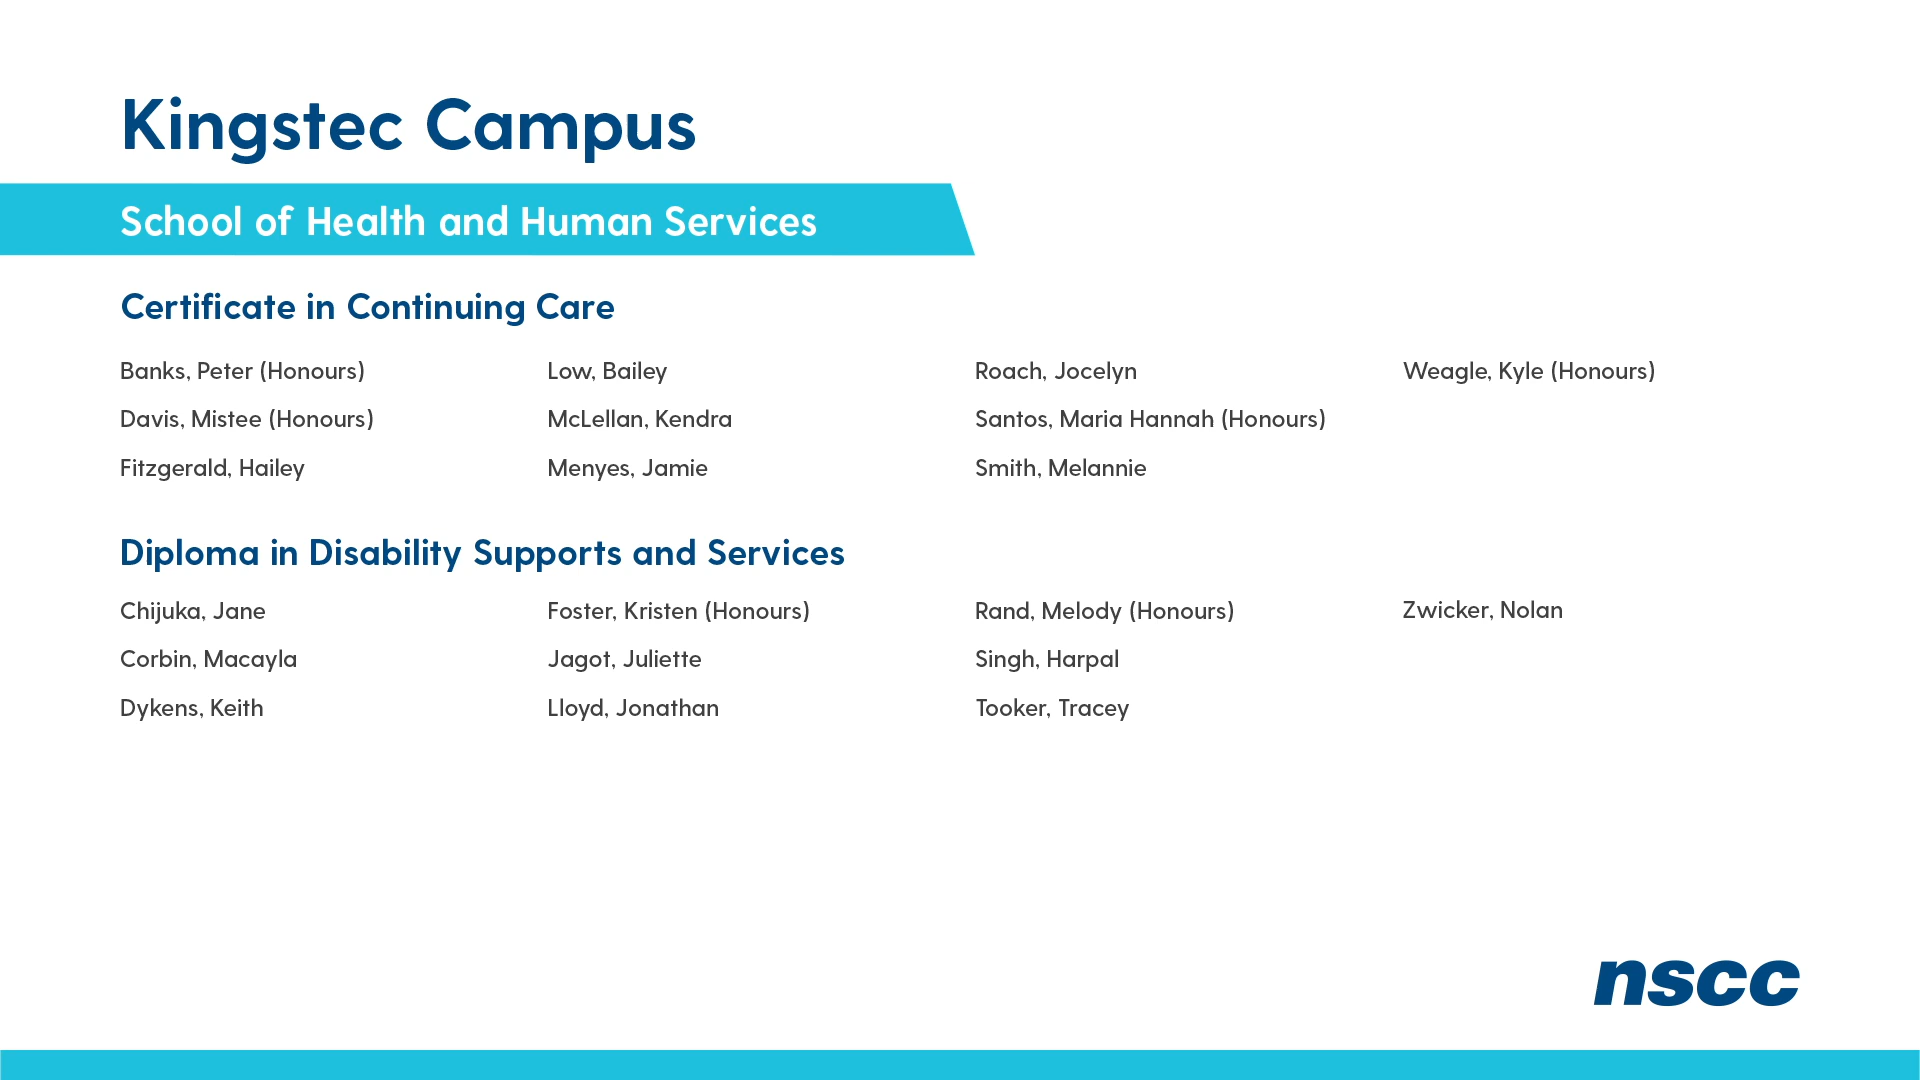 Kingstec Campus
School of Health and Human Services
Certificate in Continuing Care
Banks, Peter (Honours)
Davis, Mistee (Honours)
Fitzgerald, Hailey
Low, Bailey
McLellan, Kendra
Menyes, Jamie
Roach, Jocelyn
Santos, Maria Hannah (Honours)
Smith, Melannie
Weagle, Kyle (Honours)
Diploma in Disability Supports and Services
Chijuka, Jane
Corbin, Macayla
Dykens, Keith
Foster, Kristen (Honours)
Jagot, Juliette
Lloyd, Jonathan
Rand, Melody (Honours)
Singh, Harpal
Tooker, Tracey
Zwicker, Nolan
nscc